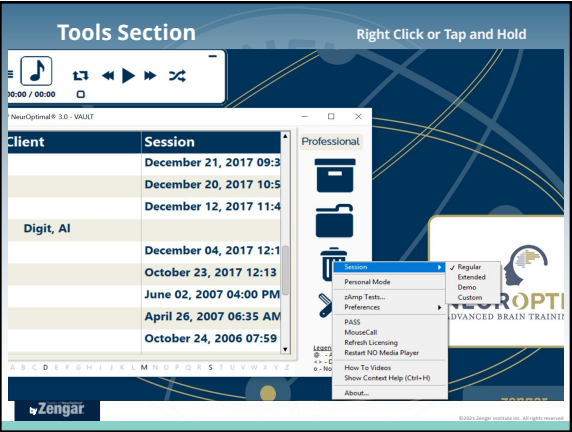 Tools Section
Right Click or Tap and Hold
00:00 / 00:00
NeurOptimal® 3.0 - VAULT
Client
Session
Professional
December 21, 2017 09:3
December 20, 2017 10:5
December 12, 2017 11:4
Digit, Al
December 04, 2017 12:1
October 23, 2017 12:13
June 02, 2007 04:00 PM
April 26, 2007 06:35 AM
October 24, 2006 07:59
Session
Personal Mode
zAmp Tests...
Preferences
PASS
MouseCall
Refresh Licensing
Restart NO Media Player
How To Videos
Show Context Help (Ctrl+H)
About...
Regular
Extended
Demo
Custom
ROPTI
ADVANCED BRAIN TRAININ
Legen
@ - A
<> - D
o - No
A B C D E F G H I J K L M N O P Q R S T U V W X Y Z
by Zengar
zengar
©2021 Zengar Institute Inc. All rights reserved